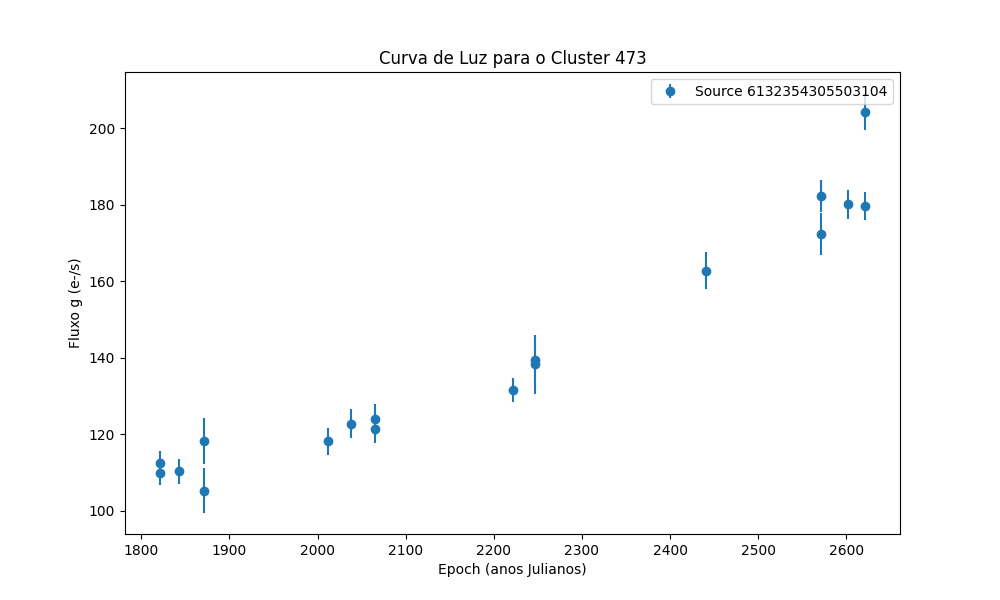 Curva de Luz para o Cluster 473
Source 6132354305503104
200
180
160
140
120
100
Fluxo g (e-/s)
1800 1900 2000 2100 2200 2300 2400 2500 2600
Epoch (anos Julianos)